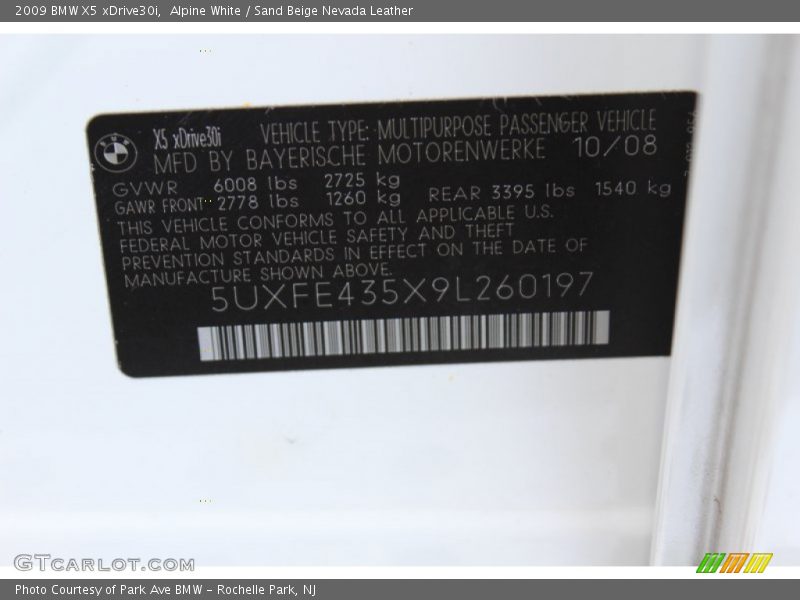 2009 BMW X5 xDrive30i,  Alpine White / Sand Beige Nevada Leather
X5 xDrive30i VEHICLE TYPE: MULTIPURPOSE PASSENGER VEHICLE
MFD BY BAYERISCHE MOTORENWERKE 10/08
GVWR 6008 lbs 2725 kg
GAWR FRONT: 2778 lbs 1260 kg REAR 3395 lbs 1540 kg
THIS VEHICLE CONFORMS TO ALL APPLICABLE U.S.
FEDERAL MOTOR VEHICLE SAFETY AND THEFT
PREVENTION STANDARDS IN EFFECT ON THE DATE OF
MANUFACTURE SHOWN ABOVE.
5UXFE435X9L260197
GTCARLOT.COM
Photo Courtesy of Park Ave BMW - Rochelle Park, NJ